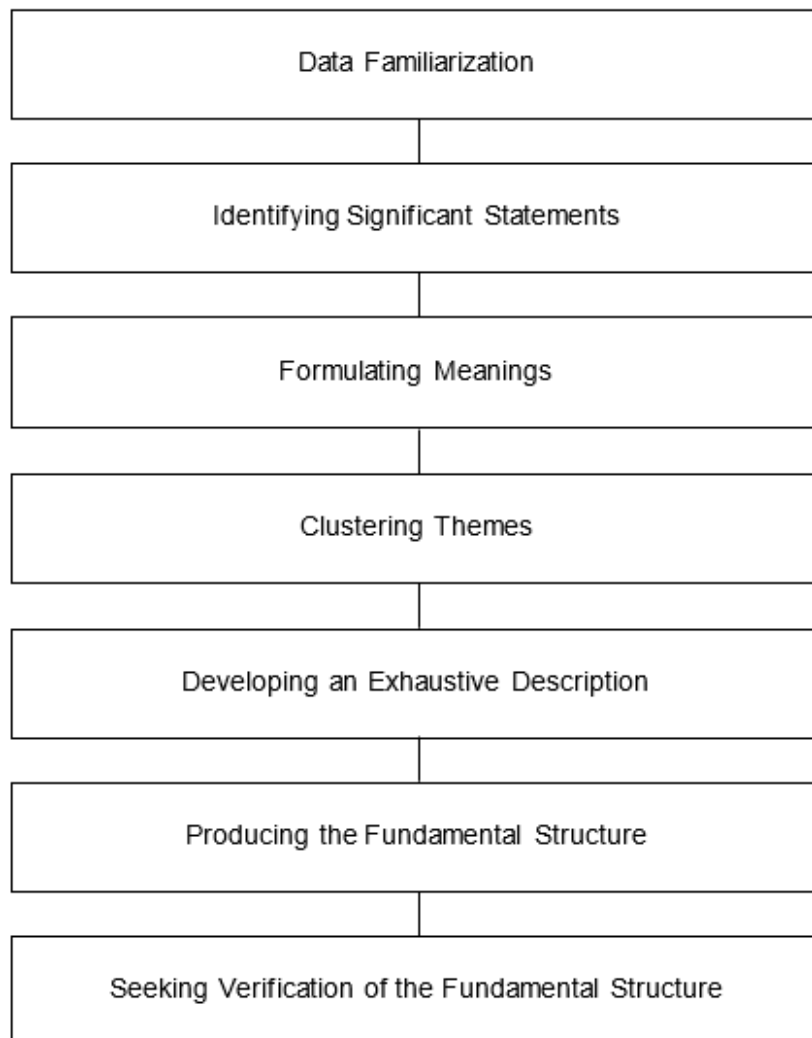 Data Familiarization
Identifying Significant Statements
Formulating Meanings
Clustering Themes
Developing an Exhaustive Description
Producing the Fundamental Structure
Seeking Verification of the Fundamental Structure